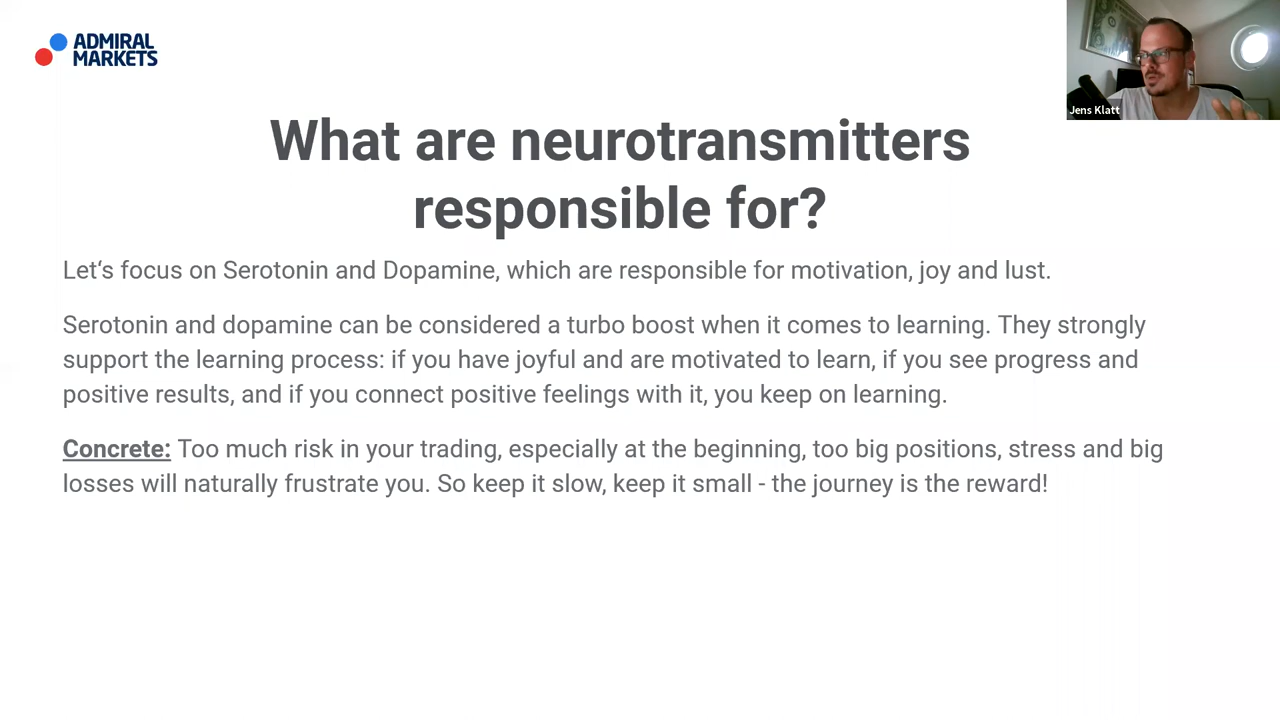 ADMIRAL
MARKETS
Jens Klatt
What are neurotransmitters
responsible for?
Let‘s focus on Serotonin and Dopamine, which are responsible for motivation, joy and lust.
Serotonin and dopamine can be considered a turbo boost when it comes to learning. They strongly
support the learning process: if you have joyful and are motivated to learn, if you see progress and
positive results, and if you connect positive feelings with it, you keep on learning.
Concrete: Too much risk in your trading, especially at the beginning, too big positions, stress and big
losses will naturally frustrate you. So keep it slow, keep it small - the journey is the reward!